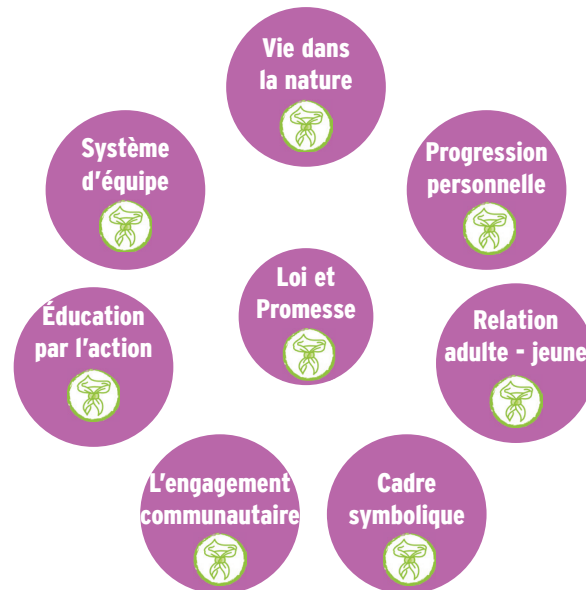 Vie dans
la nature
Système
d'équipe
Progression
personnelle
Loi et
Promesse
Éducation
par l'action
Relation
adulte - jeune
L'engagement
communautaire
Cadre
symbolique